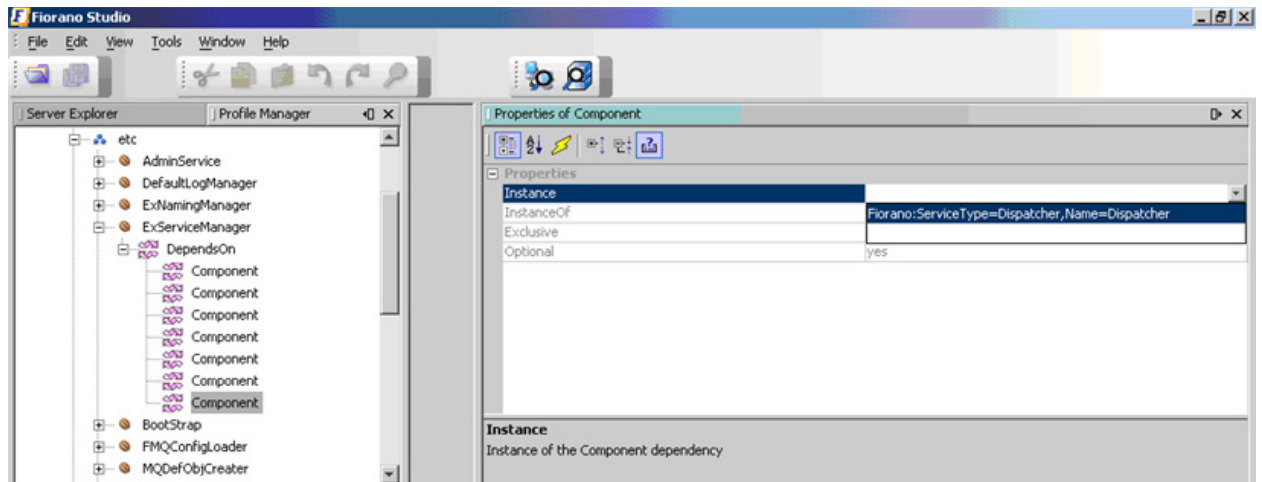 Fiorano Studio
File Edit View Tools Window Help
Server Explorer
Profile Manager
etc
AdminService
DefaultLogManager
ExNamingManager
ExServiceManager
DependsOn
Component
Component
Component
Component
Component
Component
Component
BootStrap
FMQConfigLoader
MQDefObjCreater
Properties of Component
Properties
Instance
InstanceOf
Fiorano:ServiceType=Dispatcher,Name=Dispatcher
Exclusive
Optional yes
Instance
Instance of the Component dependency